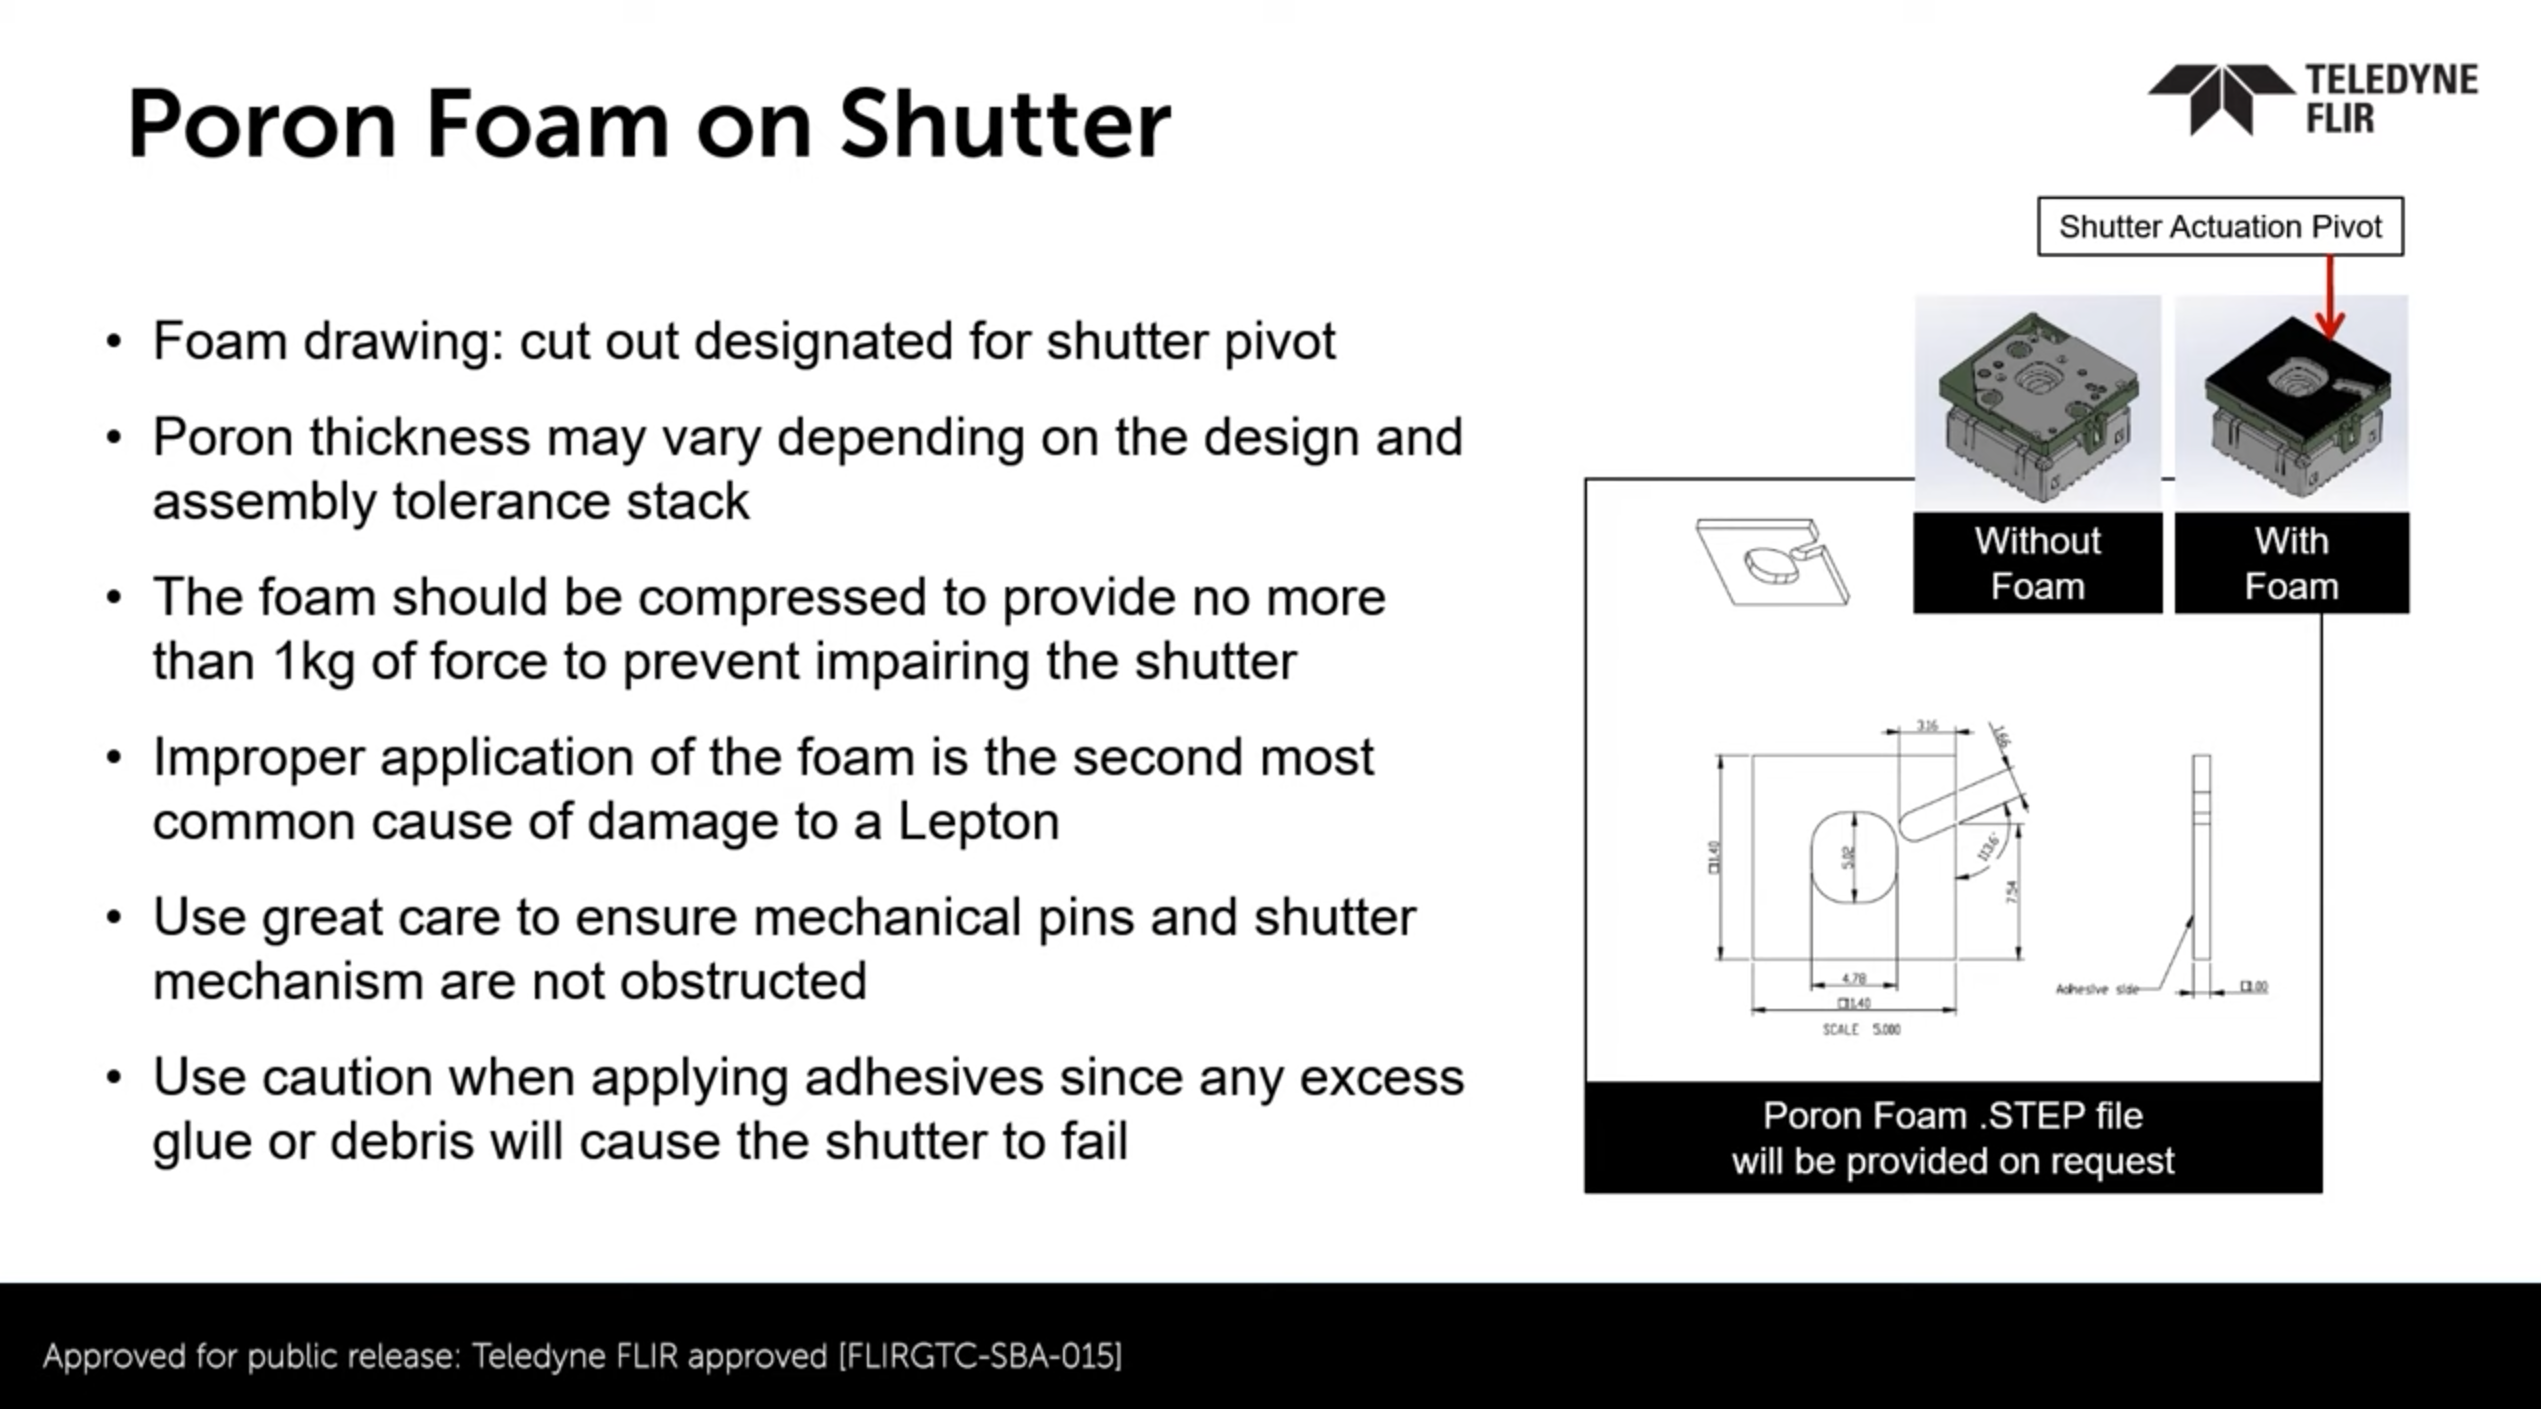 Poron Foam on Shutter
TELEDYNE
FLIR
Shutter Actuation Pivot
• Foam drawing: cut out designated for shutter pivot
• Poron thickness may vary depending on the design and
assembly tolerance stack
• The foam should be compressed to provide no more
than 1kg of force to prevent impairing the shutter
• Improper application of the foam is the second most
common cause of damage to a Lepton
• Use great care to ensure mechanical pins and shutter
mechanism are not obstructed
• Use caution when applying adhesives since any excess
glue or debris will cause the shutter to fail
Without
Foam
With
Foam
3.16
1.66
□11.40
5.02
113.6°
7.54
4.78
□11.40
SCALE 5.000
Adhesive side
Poron Foam .STEP file
will be provided on request
Approved for public release: Teledyne FLIR approved [FLIRGTC-SBA-015]